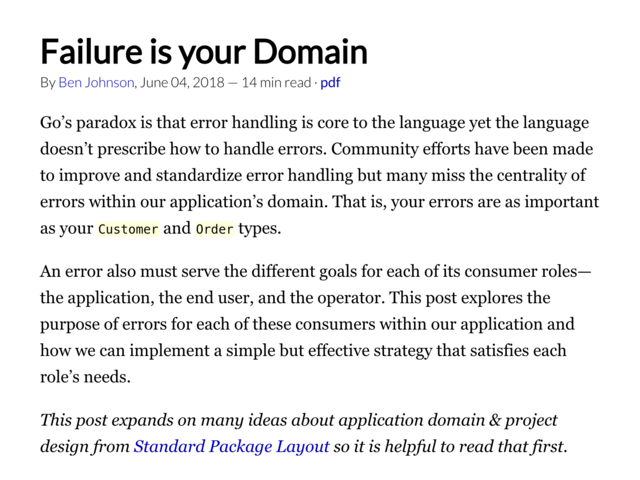 Failure is your Domain
By Ben Johnson, June 04, 2018 — 14 min read · pdf
Go’s paradox is that error handling is core to the language yet the language
doesn’t prescribe how to handle errors. Community efforts have been made
to improve and standardize error handling but many miss the centrality of
errors within our application’s domain. That is, your errors are as important
as your Customer and Order types.
An error also must serve the different goals for each of its consumer roles—
the application, the end user, and the operator. This post explores the
purpose of errors for each of these consumers within our application and
how we can implement a simple but effective strategy that satisfies each
role’s needs.
This post expands on many ideas about application domain & project
design from Standard Package Layout so it is helpful to read that first.